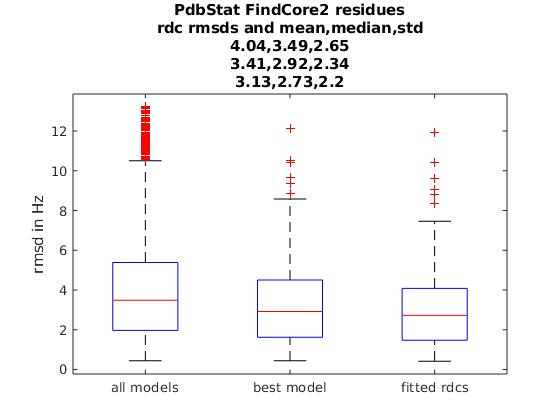 PdbStat FindCore2 residues
rdc rmsds and mean,median,std
4.04,3.49,2.65
3.41,2.92,2.34
3.13,2.73,2.2
12
10
8
6
4
2
0
rmsd in Hz
all models best model fitted rdcs